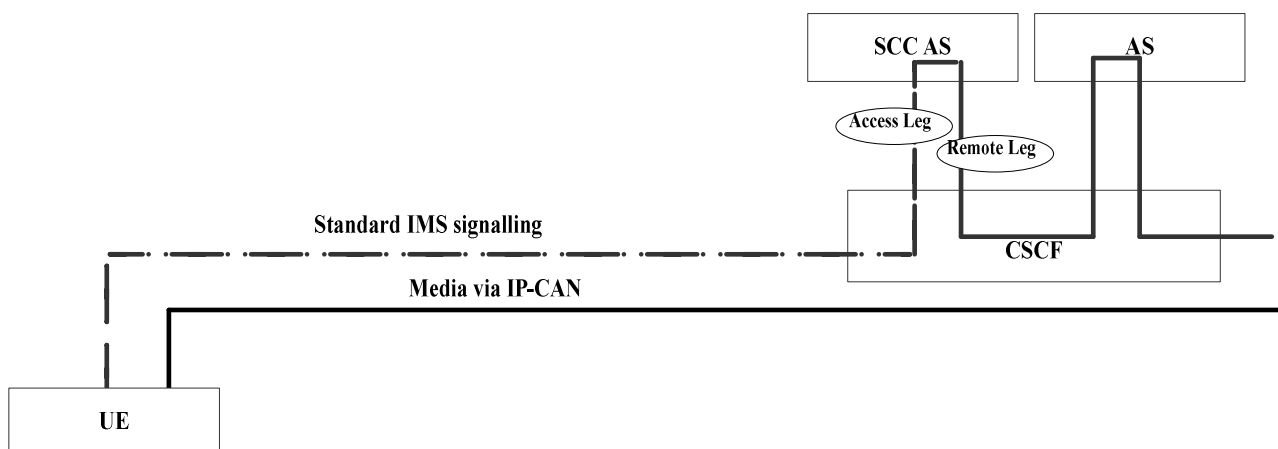 SCC AS
AS
Access Leg
Remote Leg
Standard IMS signalling
CSCF
Media via IP-CAN
UE